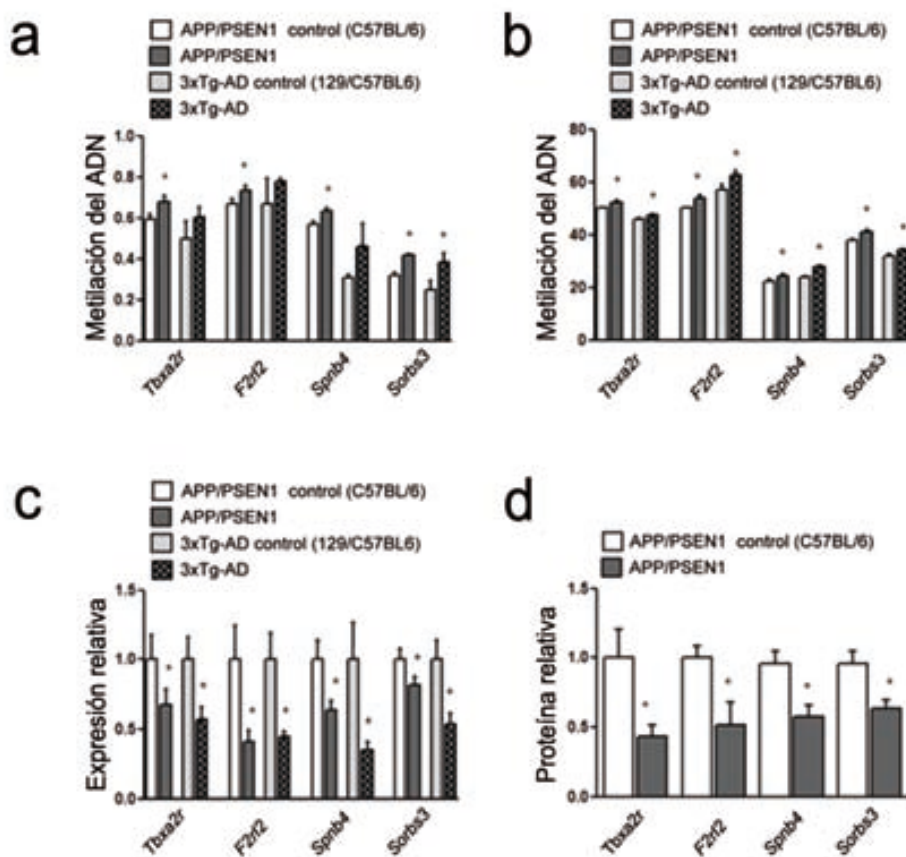 a
APP/PSEN1 control (C57BL/6)
APP/PSEN1
3xTg-AD control (129/C57BL6)
3xTg-AD
Metilación del ADN
1.0
0.8
0.6
0.4
0.2
0.0
Tbxa2r
F2rl2
Spnb4
Sorbs3
b
APP/PSEN1 control (C57BL/6)
APP/PSEN1
3xTg-AD control (129/C57BL6)
3xTg-AD
Metilación del ADN
80
60
40
20
0
Tbxa2r
F2rl2
Spnb4
Sorbs3
c
APP/PSEN1 control (C57BL/6)
APP/PSEN1
3xTg-AD control (129/C57BL6)
3xTg-AD
Expresión relativa
1.5
1.0
0.5
0.0
Tbxa2r
F2rl2
Spnb4
Sorbs3
d
APP/PSEN1 control (C57BL/6)
APP/PSEN1
Proteína relativa
1.5
1.0
0.5
0.0
Tbxa2r
F2rl2
Spnb4
Sorbs3